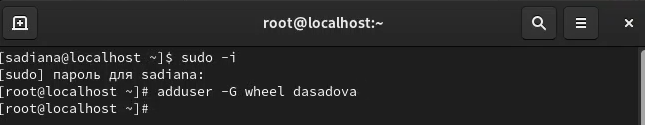 root@localhost:~
[sadiana@localhost ~]$ sudo -i
[sudo] пароль для sadiana:
[root@localhost ~]# adduser -G wheel dasadova
[root@localhost ~]#